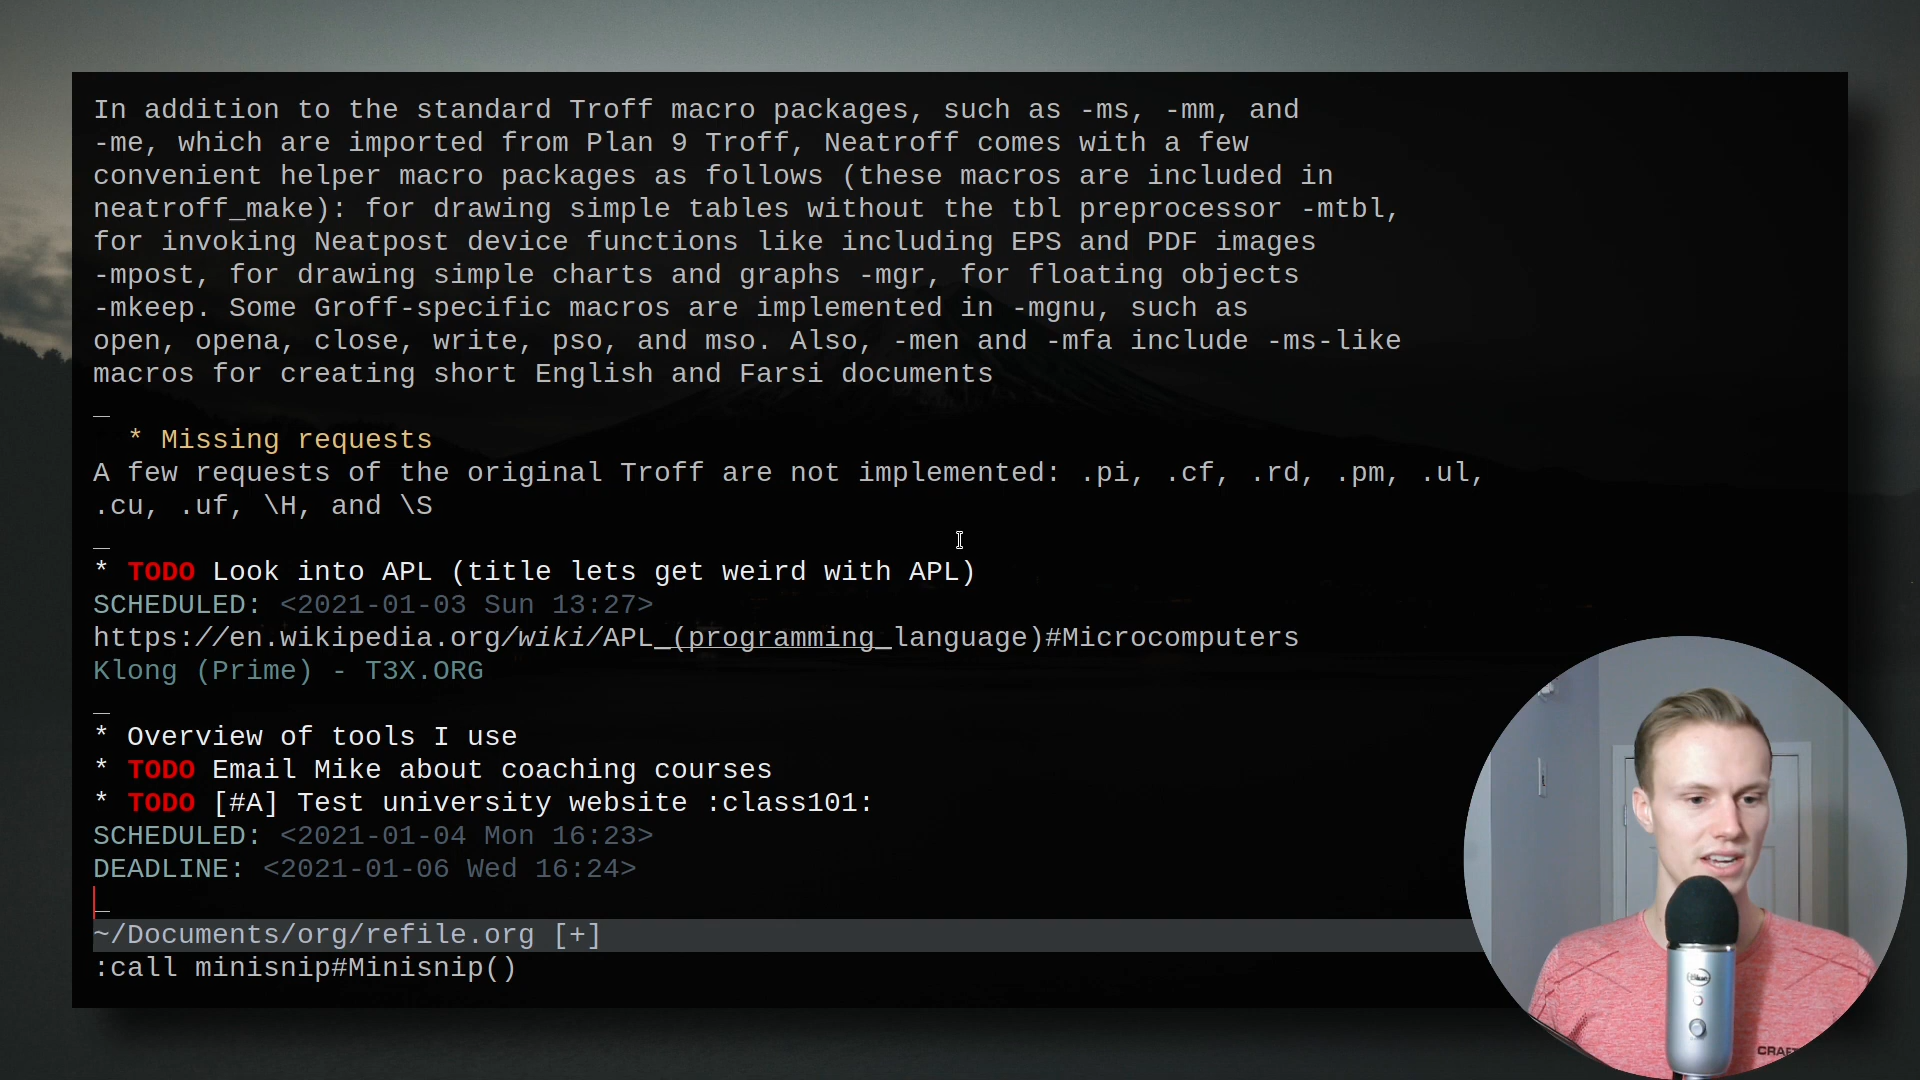 In addition to the standard Troff macro packages, such as -ms, -mm, and
-me, which are imported from Plan 9 Troff, Neatroff comes with a few
convenient helper macro packages as follows (these macros are included in
neatroff_make): for drawing simple tables without the tbl preprocessor -mtbl,
for invoking Neatpost device functions like including EPS and PDF images
-mpost, for drawing simple charts and graphs -mgr, for floating objects
-mkeep. Some Groff-specific macros are implemented in -mgnu, such as
open, opena, close, write, pso, and mso. Also, -men and -mfa include -ms-like
macros for creating short English and Farsi documents
_
* Missing requests
A few requests of the original Troff are not implemented: .pi, .cf, .rd, .pm, .ul,
.cu, .uf, \H, and \S
_
* TODO Look into APL (title lets get weird with APL)
SCHEDULED: <2021-01-03 Sun 13:27>
https://en.wikipedia.org/wiki/APL_(programming_language)#Microcomputers
Klong (Prime) - T3X.ORG
_
* Overview of tools I use
* TODO Email Mike about coaching courses
* TODO [#A] Test university website :class101:
SCHEDULED: <2021-01-04 Mon 16:23>
DEADLINE: <2021-01-06 Wed 16:24>
_
~/Documents/org/refile.org [+]
:call minisnip#Minisnip()
Blue